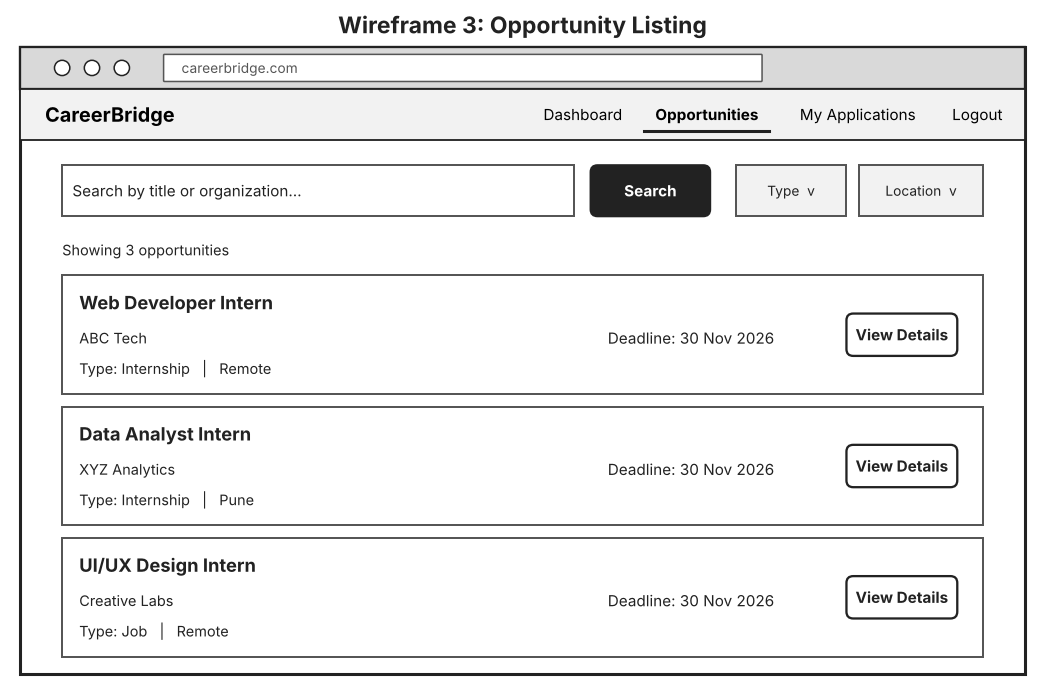 Wireframe 3: Opportunity Listing
careerbridge.com
CareerBridge Dashboard Opportunities My Applications Logout
Search by title or organization... Search Type v Location v
Showing 3 opportunities
Web Developer Intern
ABC Tech Deadline: 30 Nov 2026 View Details
Type: Internship | Remote
Data Analyst Intern
XYZ Analytics Deadline: 30 Nov 2026 View Details
Type: Internship | Pune
UI/UX Design Intern
Creative Labs Deadline: 30 Nov 2026 View Details
Type: Job | Remote